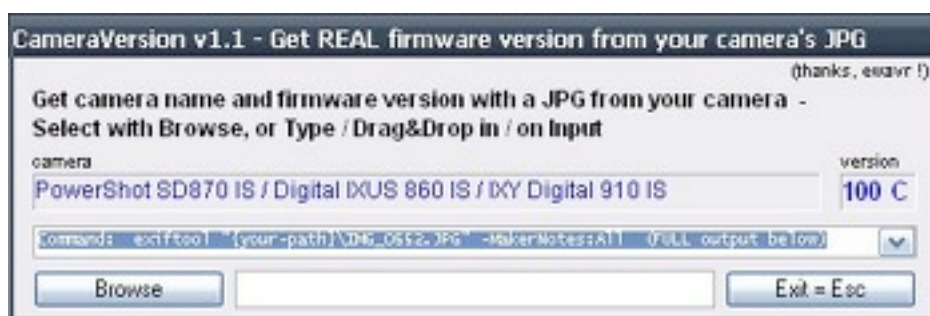 CameraVersion v1.1 - Get REAL firmware version from your camera's JPG
(thanks, ewavr !)
Get camera name and firmware version with a JPG from your camera -
Select with Browse, or Type / Drag&Drop in / on Input
camera
version
PowerShot SD870 IS / Digital IXUS 860 IS / IXY Digital 910 IS
100 C
Command: exiftool "{your-path}\IMG_0552.JPG" -MakerNotes:All (FULL output below)
Browse
Exit = Esc